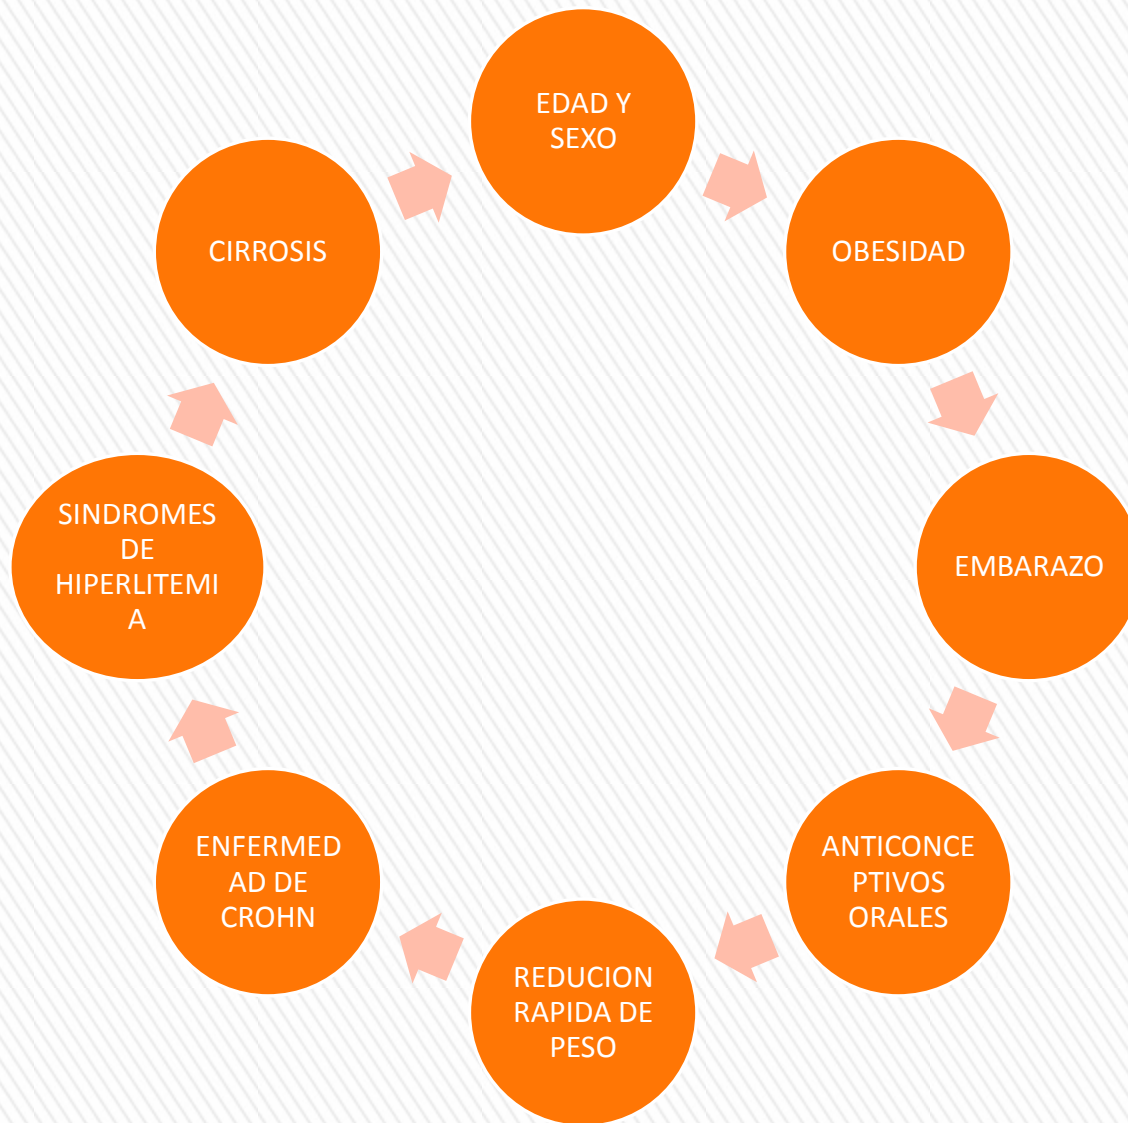 EDAD Y
SEXO
OBESIDAD
EMBARAZO
ANTICONCE
PTIVOS
ORALES
REDUCION
RAPIDA DE
PESO
ENFERMED
AD DE
CROHN
SINDROMES
DE
HIPERLITEMI
A
CIRROSIS